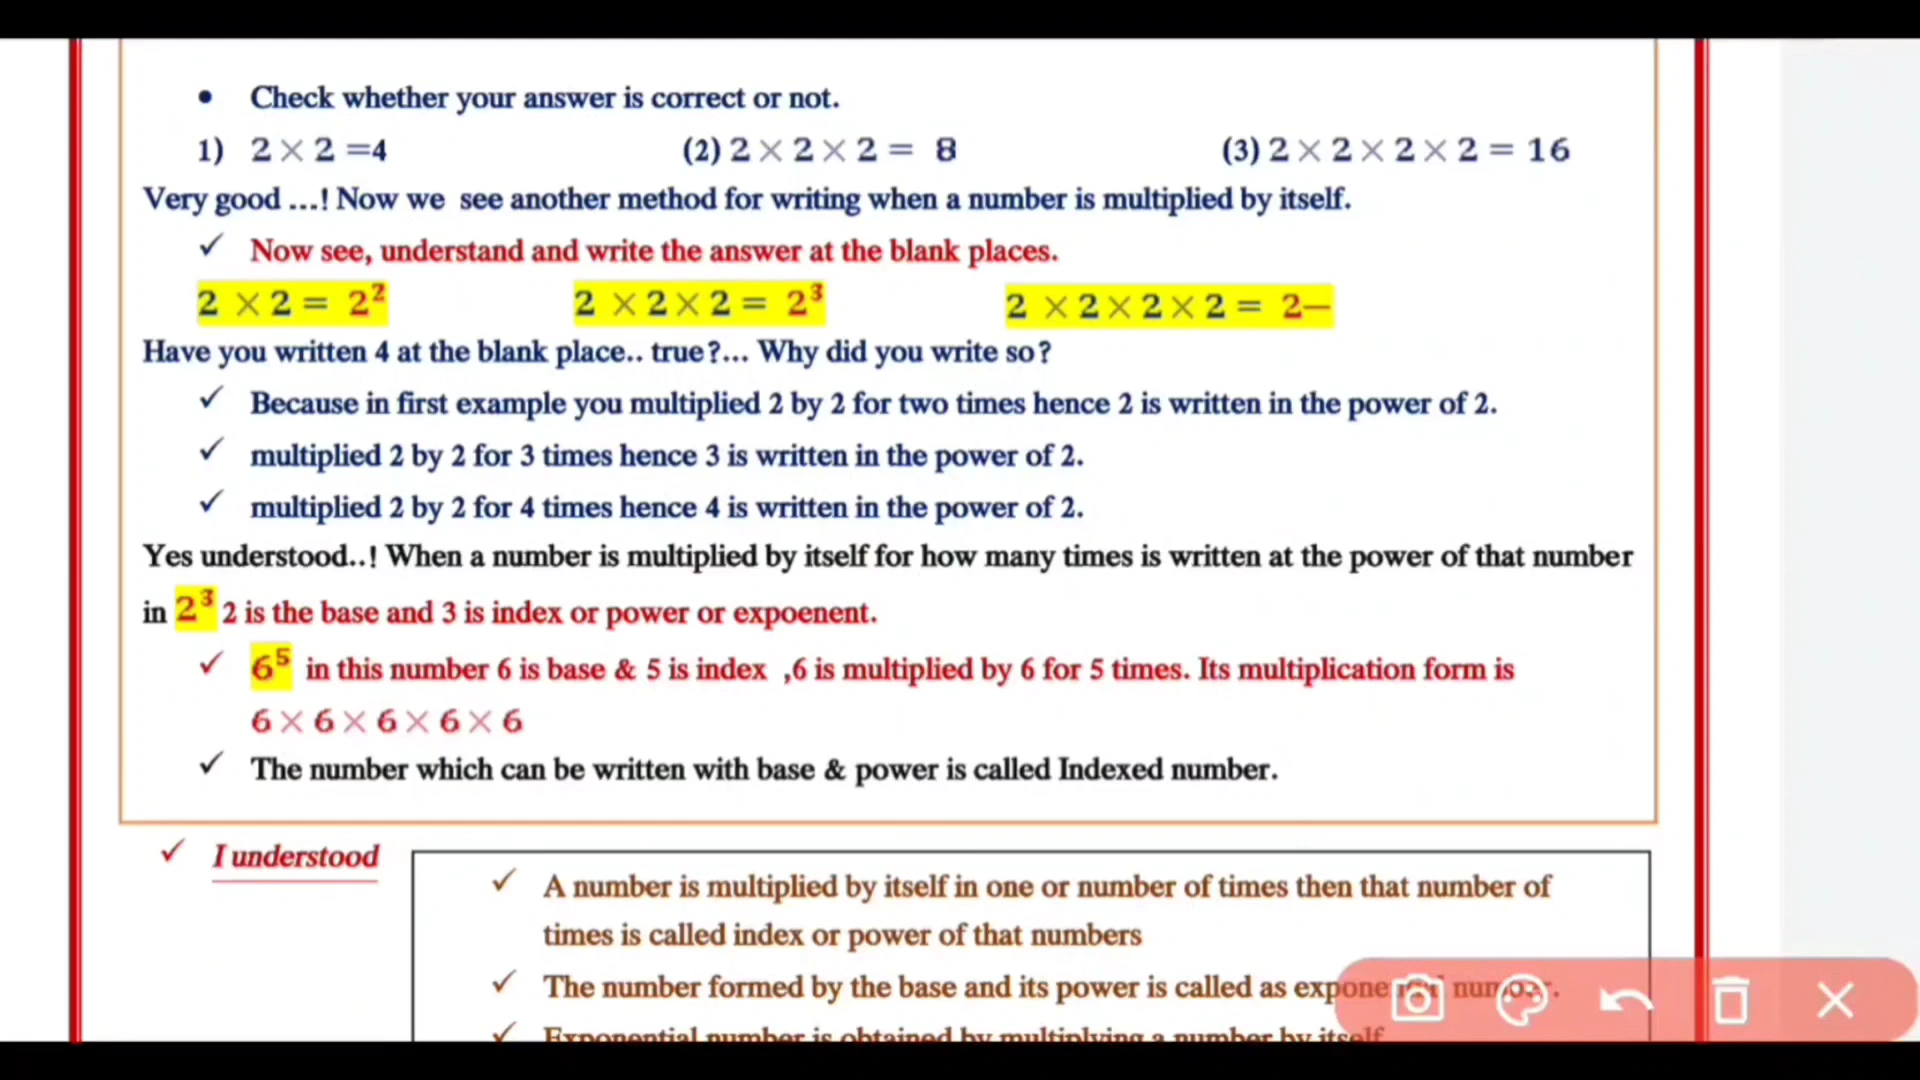 • Check whether your answer is correct or not.
1) 2 × 2 =4 (2) 2 × 2 × 2 = 8 (3) 2 × 2 × 2 × 2 = 16
Very good ...! Now we see another method for writing when a number is multiplied by itself.
✓ Now see, understand and write the answer at the blank places.
2 × 2 = 2² 2 × 2 × 2 = 2³ 2 × 2 × 2 × 2 = 2—
Have you written 4 at the blank place.. true?... Why did you write so?
✓ Because in first example you multiplied 2 by 2 for two times hence 2 is written in the power of 2.
✓ multiplied 2 by 2 for 3 times hence 3 is written in the power of 2.
✓ multiplied 2 by 2 for 4 times hence 4 is written in the power of 2.
Yes understood..! When a number is multiplied by itself for how many times is written at the power of that number
in 2³ 2 is the base and 3 is index or power or expoenent.
✓ 6⁵ in this number 6 is base & 5 is index ,6 is multiplied by 6 for 5 times. Its multiplication form is
6 × 6 × 6 × 6 × 6
✓ The number which can be written with base & power is called Indexed number.
✓ I understood
✓ A number is multiplied by itself in one or number of times then that number of
times is called index or power of that numbers
✓ The number formed by the base and its power is called as
✓ Exponential number is obtained by multiplying a number by itself